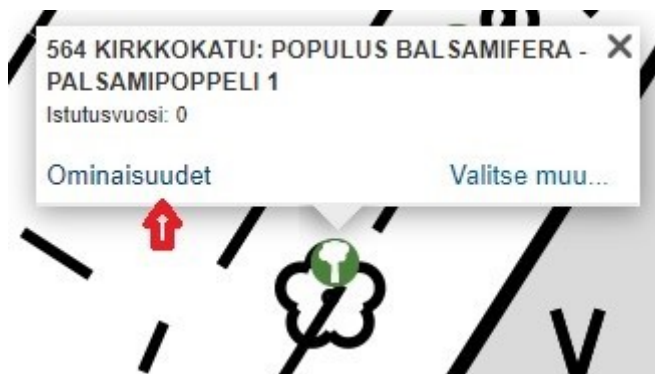 564 KIRKKOKATU: POPULUS BALSAMIFERA -
PALSAMIPOPPELI 1
Istutusvuosi: 0
Ominaisuudet
Valitse muu...